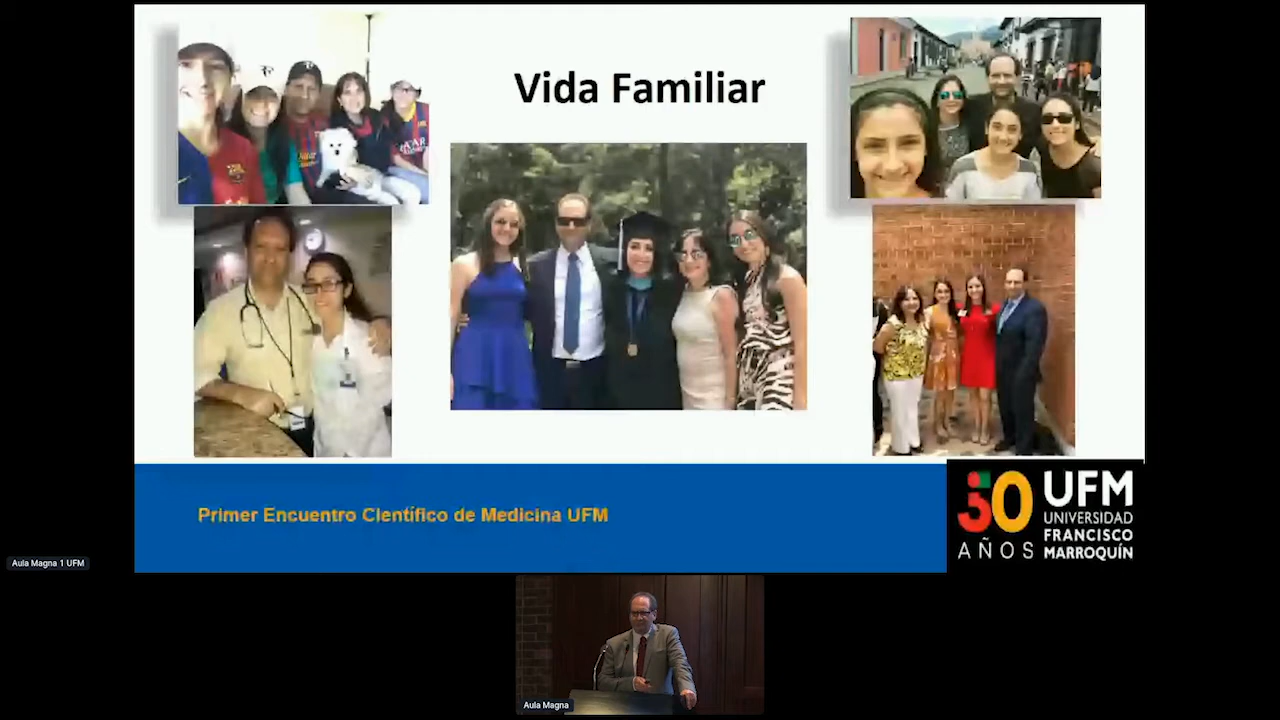 Vida Familiar
Primer Encuentro Científico de Medicina UFM
50
AÑOS
UFM
UNIVERSIDAD
FRANCISCO
MARROQUÍN
Aula Magna 1 UFM
Aula Magna